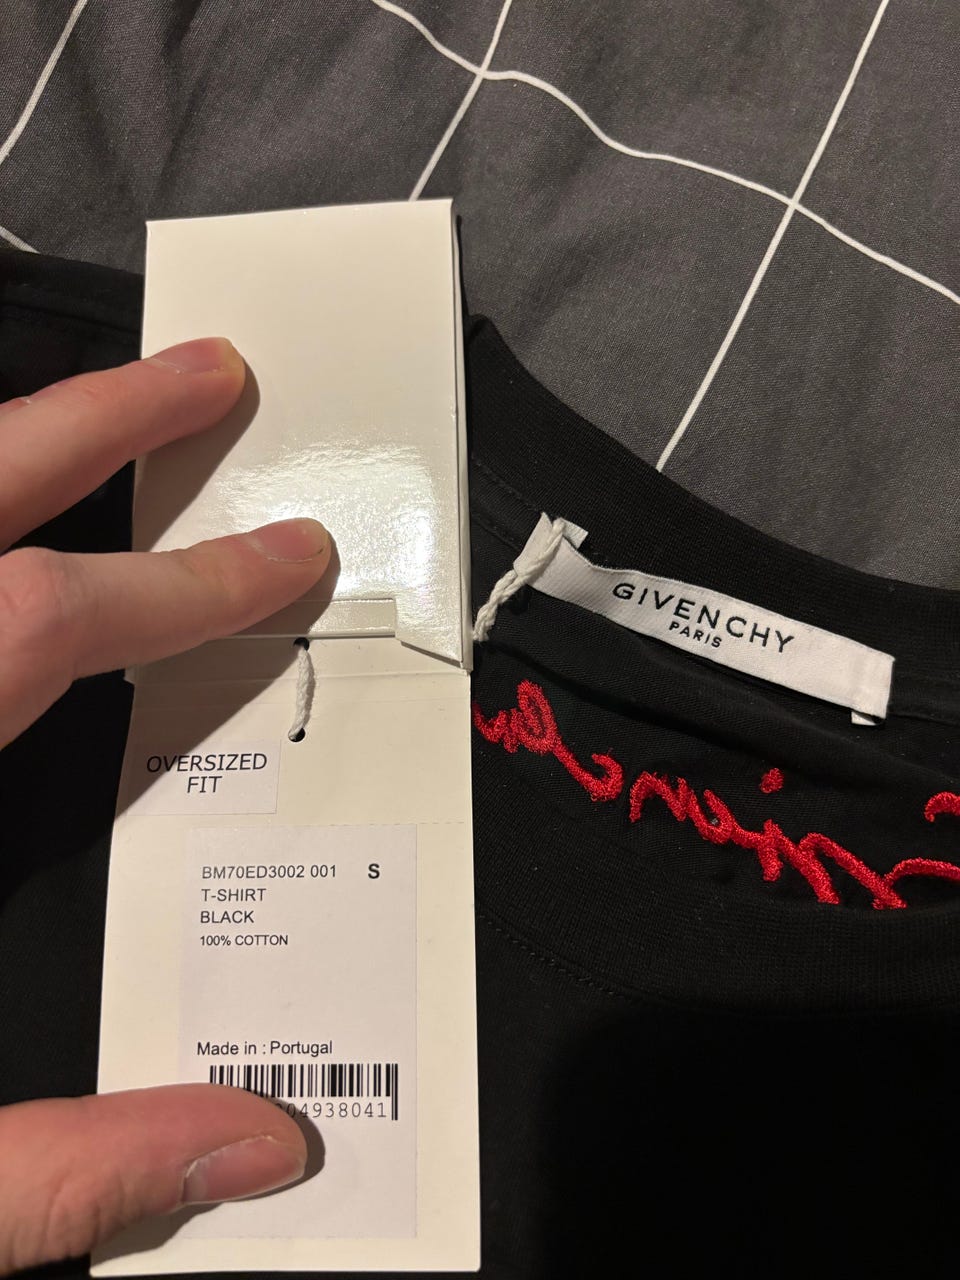 OVERSIZED
FIT
BM70ED3002 001 S
T-SHIRT
BLACK
100% COTTON
Made in : Portugal
04938041
GIVENCHY
PARIS